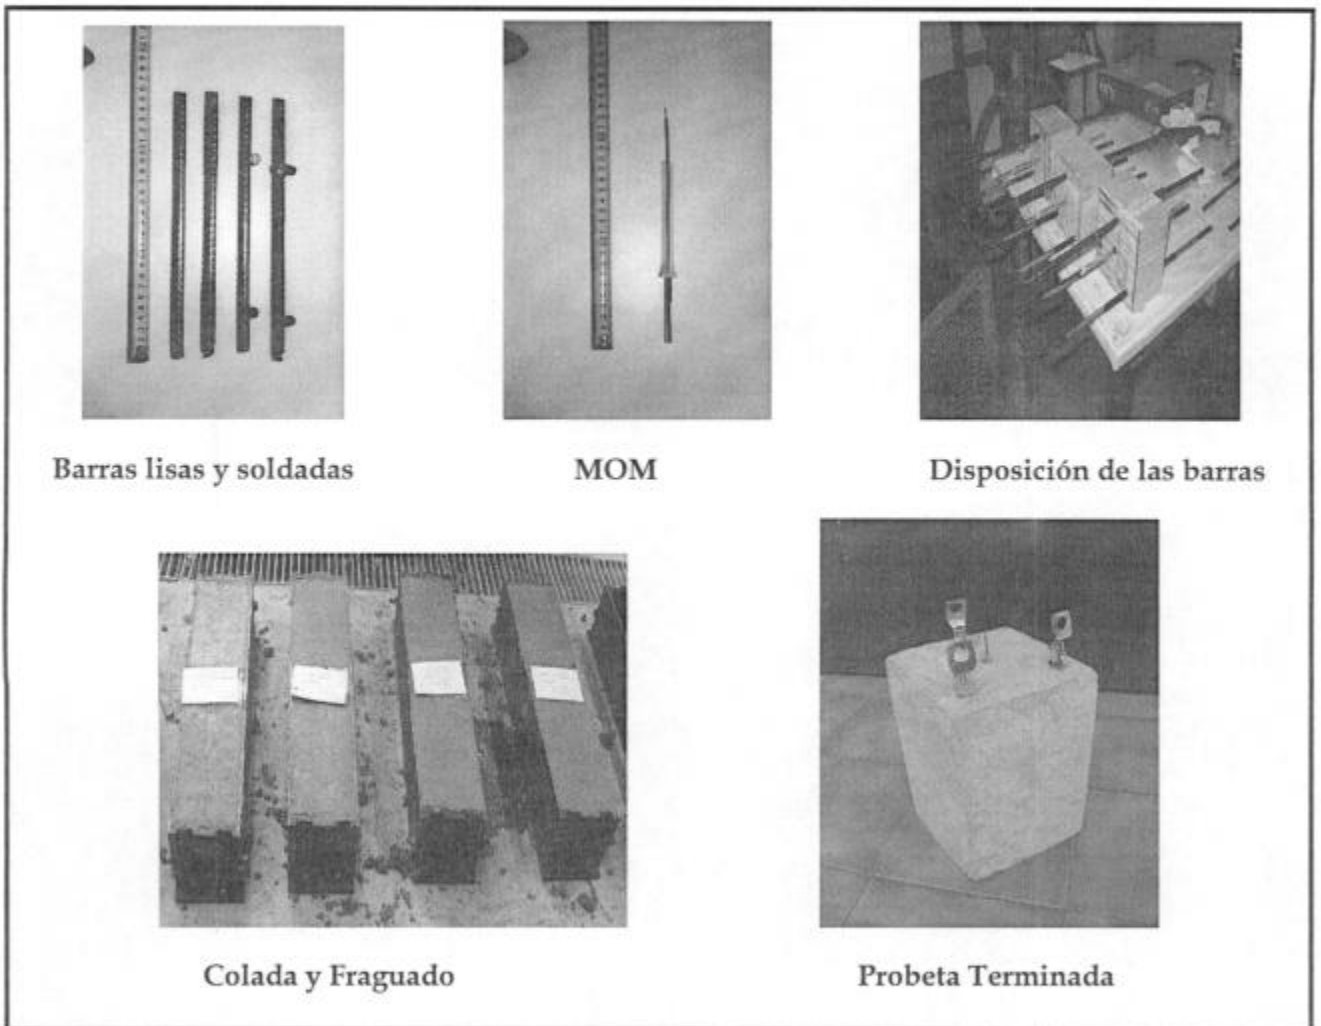 Barras lisas y soldadas
MOM
Disposición de las barras
Colada y Fraguado
Probeta Terminada